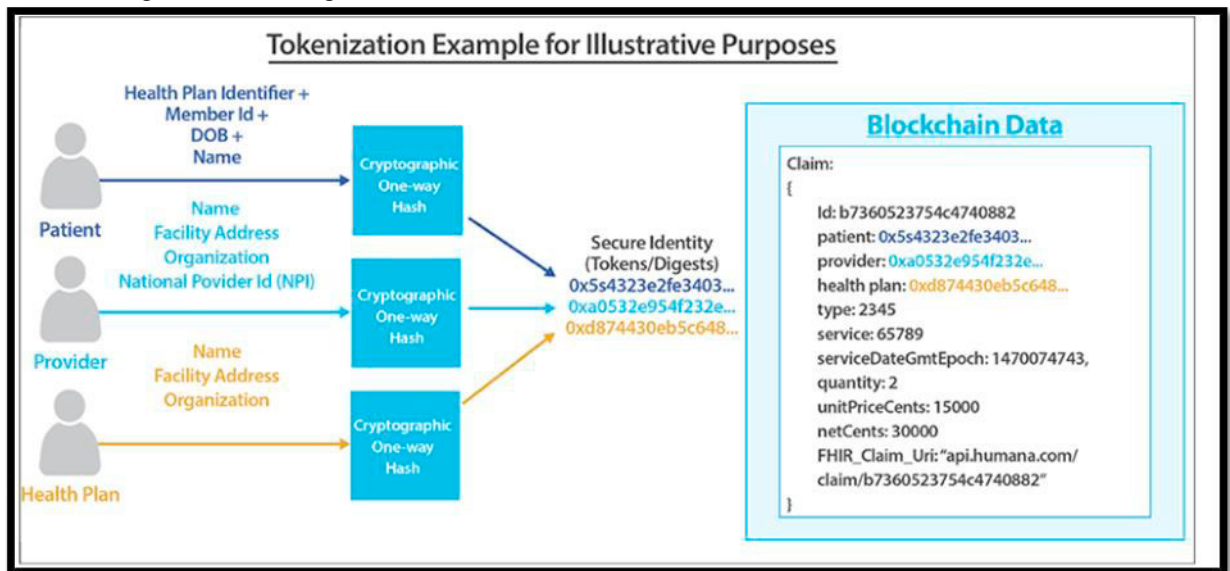 Tokenization Example for Illustrative Purposes
Health Plan Identifier +
Member Id +
DOB +
Name
Patient
Cryptographic
One-way
Hash
Name
Facility Address
Organization
National Povider Id (NPI)
Provider
Cryptographic
One-way
Hash
Name
Facility Address
Organization
Health Plan
Cryptographic
One-way
Hash
Secure Identity
(Tokens/Digests)
0x5s4323e2fe3403...
0xa0532e954f232e...
0xd874430eb5c648...
Blockchain Data
Claim:
{
Id: b7360523754c4740882
patient: 0x5s4323e2fe3403...
provider: 0xa0532e954f232e...
health plan: 0xd874430eb5c648...
type: 2345
service: 65789
serviceDateGmtEpoch: 1470074743,
quantity: 2
unitPriceCents: 15000
netCents: 30000
FHIR_Claim_Uri: "api.humana.com/
claim/b7360523754c4740882"
}